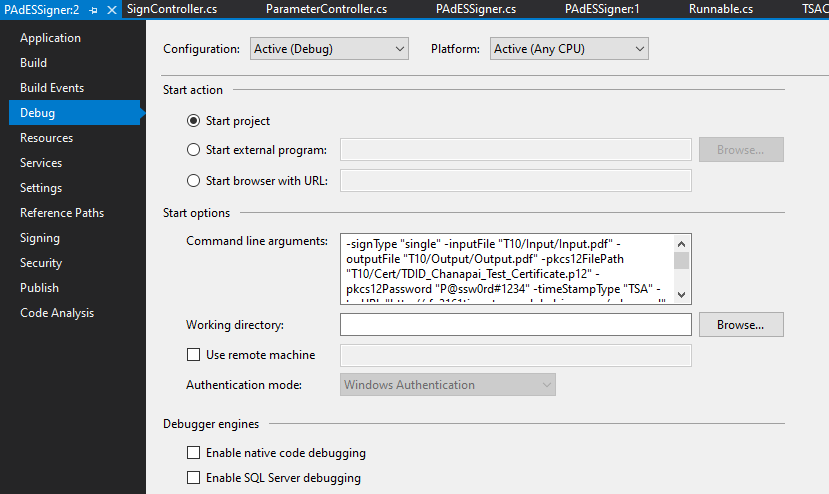 PAdESSigner:2 SignController.cs ParameterController.cs PAdESSigner.cs PAdESSigner:1 Runnable.cs TSAC
Application
Configuration: Active (Debug) Platform: Active (Any CPU)
Build
Build Events
Start action
Debug
Start project
Resources
Start external program: Browse...
Services
Start browser with URL:
Settings
Reference Paths
Start options
Signing
Command line arguments: -signType "single" -inputFile "T10/Input/Input.pdf" -
outputFile "T10/Output/Output.pdf" -pkcs12FilePath
Security
"T10/Cert/TDID_Chanapai_Test_Certificate.p12" -
Publish
pkcs12Password "P@ssw0rd#1234" -timeStampType "TSA" -
Code Analysis
Working directory: Browse...
Use remote machine
Authentication mode: Windows Authentication
Debugger engines
Enable native code debugging
Enable SQL Server debugging